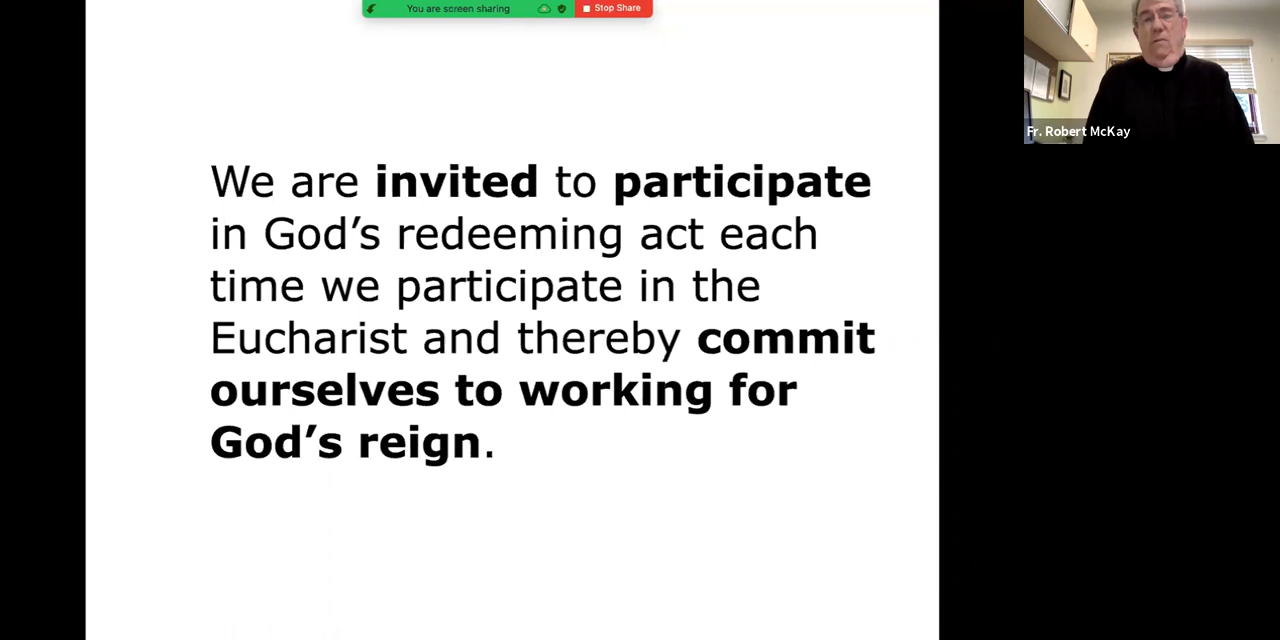 You are screen sharing
Stop Share
Fr. Robert McKay
We are invited to participate
in God’s redeeming act each
time we participate in the
Eucharist and thereby commit
ourselves to working for
God’s reign.